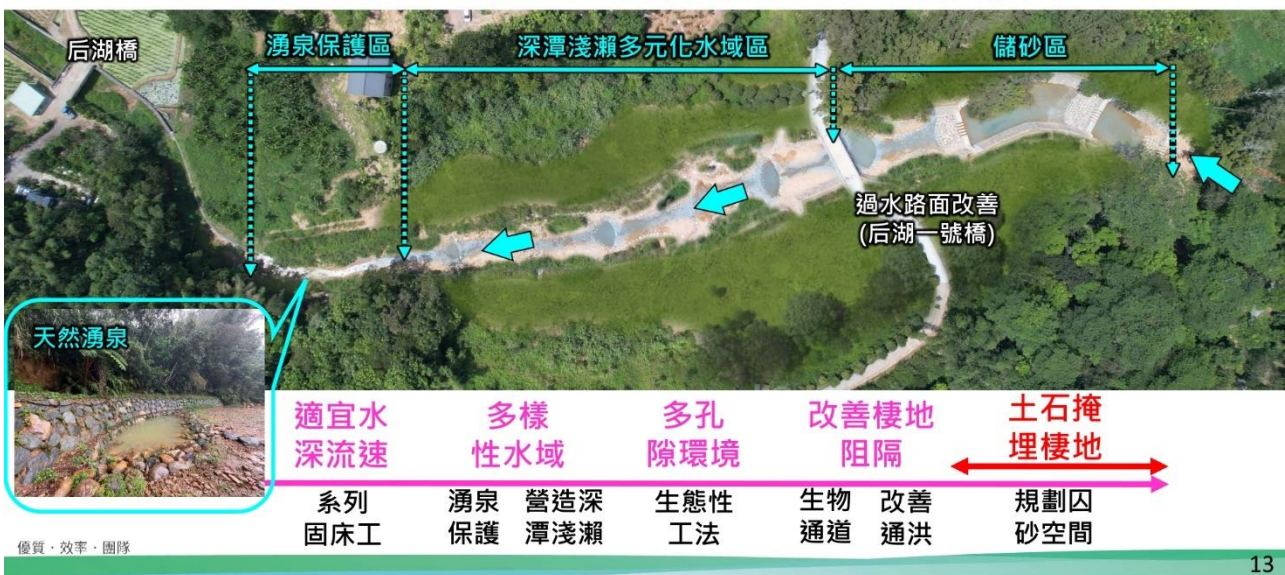 后湖橋
湧泉保護區
深潭淺瀨多元化水域區
儲砂區
過水路面改善
(后湖一號橋)
天然湧泉
適宜水
深流速
多樣
性水域
多孔
隙環境
改善棲地
阻隔
土石掩
埋棲地
系列
固床工
湧泉
保護
營造深
潭淺瀨
生態性
工法
生物
通道
改善
通洪
規劃囚
砂空間
優質．效率．團隊
13